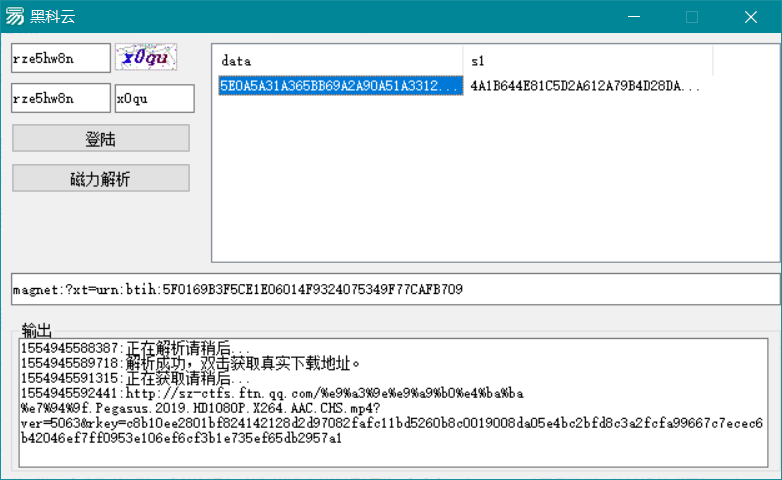 黑科云
rze5hw8n
x0qu
data
s1
5E0A5A31A365BB69A2A90A51A3312...
4A1B644E81C5D2A612A79B4D28DA...
rze5hw8n
x0qu
登陆
磁力解析
magnet:?xt=urn:btih:5F0169B3F5CE1E06014F9324075349F77CAFB709
输出
1554945588387:正在解析请稍后...
1554945589718:解析成功，双击获取真实下载地址。
1554945591315:正在获取请稍后...
1554945592441:http://sz-ctfs.ftn.qq.com/%e9%a3%9e%e9%a9%b0%e4%ba%ba
%e7%94%9f.Pegasus.2019.HD1080P.X264.AAC.CHS.mp4?
ver=5063&rkey=c8b10ee2801bf824142128d2d97082fafc11bd5260b8c0019008da05e4bc2bfd8c3a2fcfa99667c7ecec6
b42046ef7ff0953e106ef6cf3b1e735ef65db2957a1